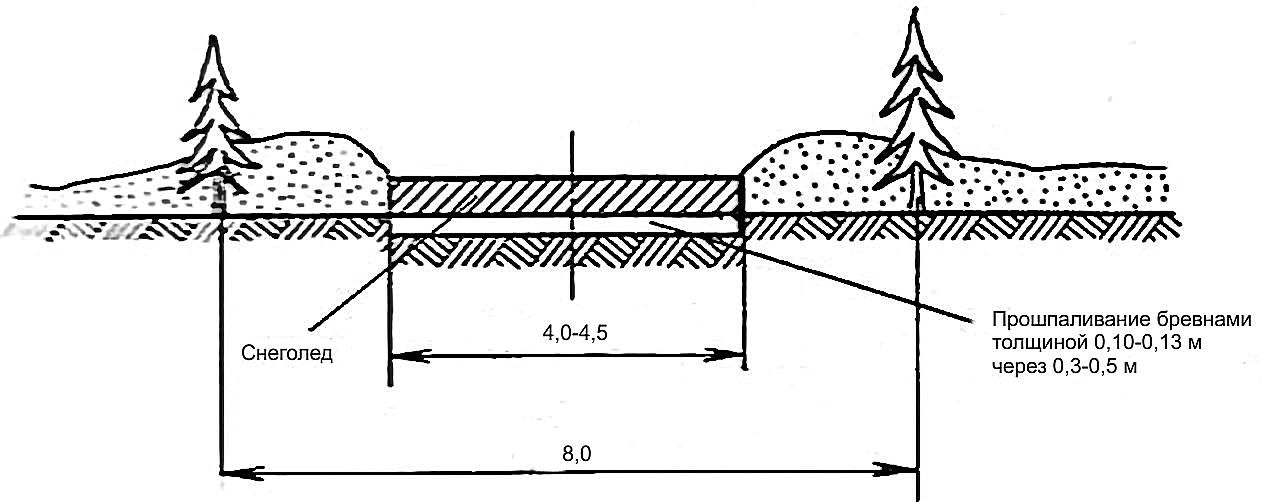 4,0-4,5
Снеголед
Прошпаливание бревнами
толщиной 0,10-0,13 м
через 0,3-0,5 м
8,0